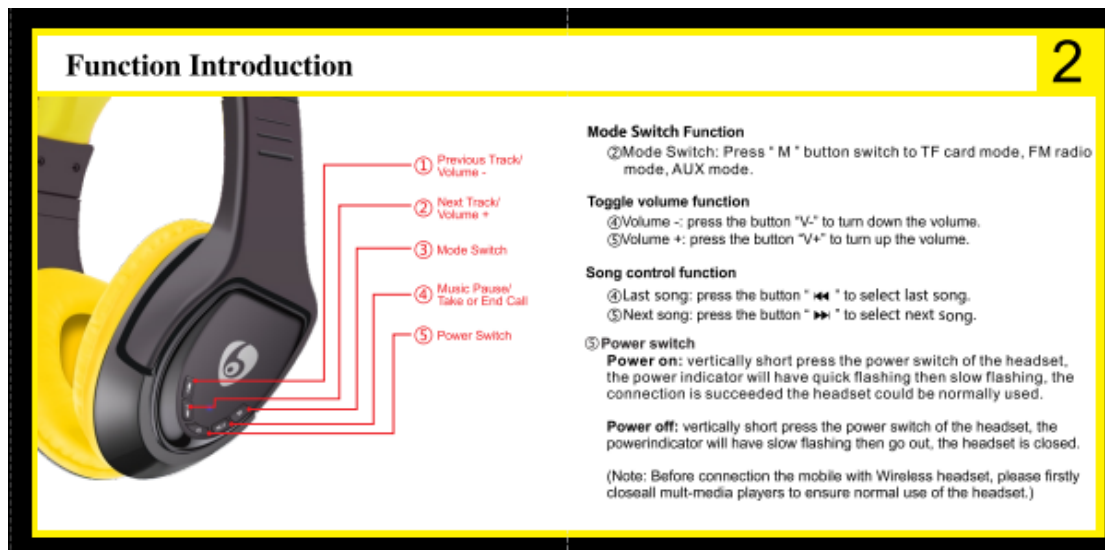 Function Introduction
2
① Previous Track/
Volume -
② Next Track/
Volume +
③ Mode Switch
④ Music Pause/
Take or End Call
⑤ Power Switch
Mode Switch Function
②Mode Switch: Press “ M ” button switch to TF card mode, FM radio
mode, AUX mode.
Toggle volume function
④Volume -: press the button “V-” to turn down the volume.
⑤Volume +: press the button “V+” to turn up the volume.
Song control function
④Last song: press the button “ ⏮ ” to select last song.
⑤Next song: press the button “ ⏭ ” to select next song.
⑤Power switch
Power on: vertically short press the power switch of the headset,
the power indicator will have quick flashing then slow flashing, the
connection is succeeded the headset could be normally used.
Power off: vertically short press the power switch of the headset, the
powerindicator will have slow flashing then go out, the headset is closed.
(Note: Before connection the mobile with Wireless headset, please firstly
closeall mult-media players to ensure normal use of the headset.)